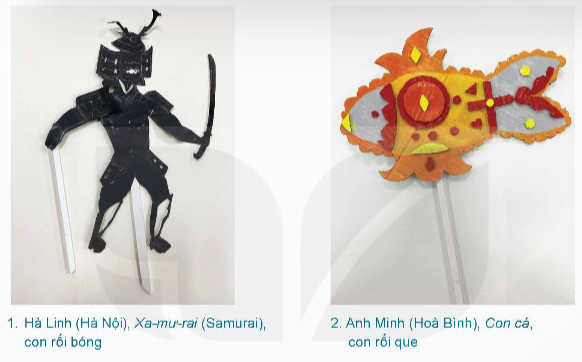 1. Hà Linh (Hà Nội), Xa-mu-rai (Samurai),
con rối bóng
2. Anh Minh (Hoà Bình), Con cá,
con rối que